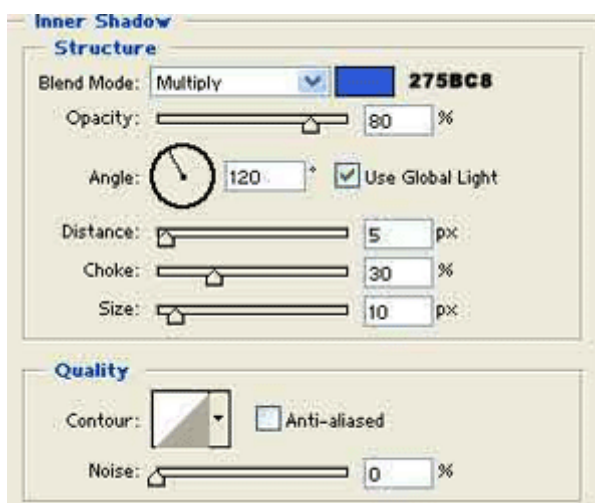 Inner Shadow
Structure
Blend Mode: Multiply 275BC8
Opacity: 80 %
Angle: 120 ° Use Global Light
Distance: 5 px
Choke: 30 %
Size: 10 px
Quality
Contour: Anti-aliased
Noise: 0 %